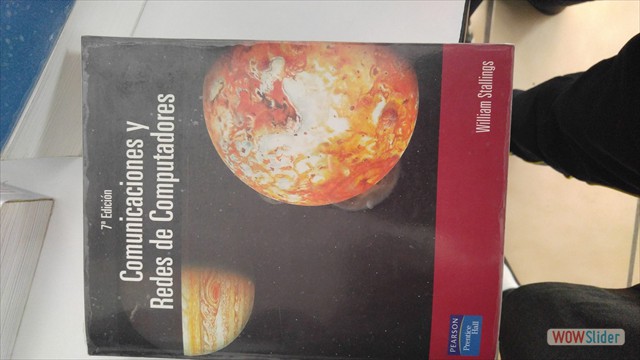 7ª Edición
Comunicaciones y
Redes de Computadores
William Stallings
PEARSON
Prentice
Hall
WOWSlider